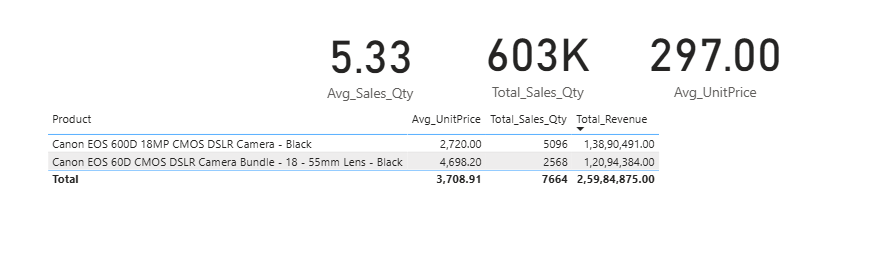 5.33 603K 297.00
Avg_Sales_Qty Total_Sales_Qty Avg_UnitPrice
Product Avg_UnitPrice Total_Sales_Qty Total_Revenue
Canon EOS 600D 18MP CMOS DSLR Camera - Black 2,720.00 5096 1,38,90,491.00
Canon EOS 60D CMOS DSLR Camera Bundle - 18 - 55mm Lens - Black 4,698.20 2568 1,20,94,384.00
Total 3,708.91 7664 2,59,84,875.00